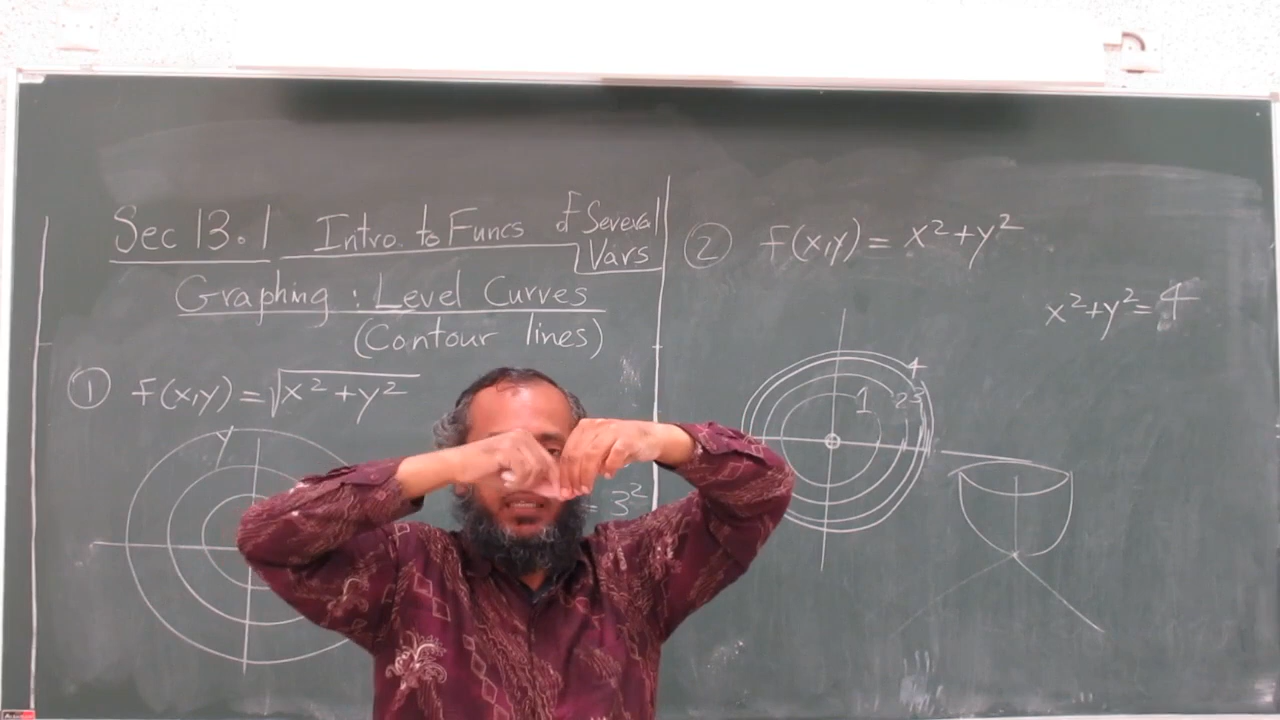 Sec 13.1 Intro. to Funcs of Several
Vars
Graphing : Level Curves
(Contour lines)
① f(x,y) = √x² + y²
y
= 3²
② f(x,y) = x² + y²
x² + y² = 4
4
1 2 3